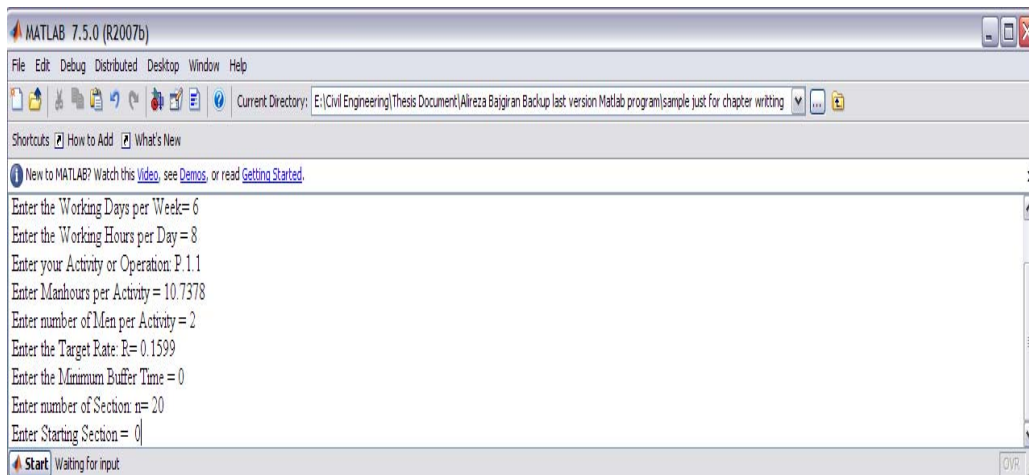 MATLAB 7.5.0 (R2007b)
File Edit Debug Distributed Desktop Window Help
Current Directory: E:\Civil Engineering\Thesis Document\Alireza Bajgiran Backup last version Matlab program\sample just for chapter writting
Shortcuts How to Add What's New
New to MATLAB? Watch this Video, see Demos, or read Getting Started.
Enter the Working Days per Week= 6
Enter the Working Hours per Day = 8
Enter your Activity or Operation: P.1.1
Enter Manhours per Activity = 10.7378
Enter number of Men per Activity = 2
Enter the Target Rate: R= 0.1599
Enter the Minimum Buffer Time = 0
Enter number of Section: n= 20
Enter Starting Section = 0
Start Waiting for input OVR